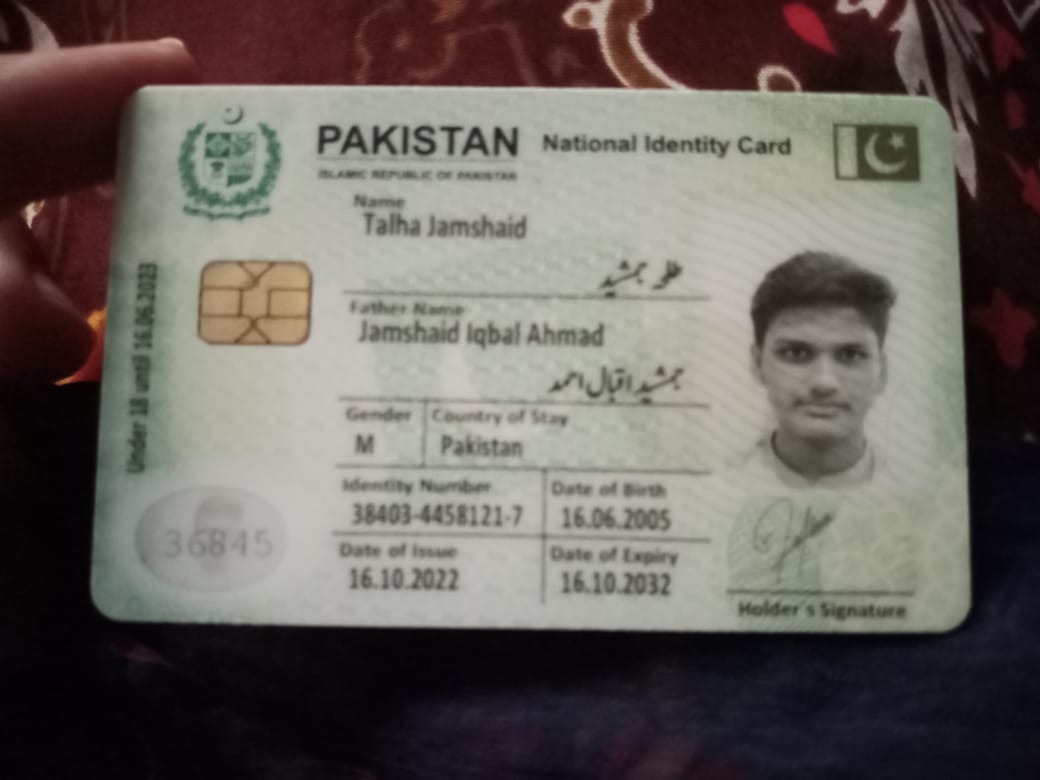 PAKISTAN National Identity Card
ISLAMIC REPUBLIC OF PAKISTAN
Name
Talha Jamshaid
طلحہ جمشید
Father Name
Jamshaid Iqbal Ahmad
جمشید اقبال احمد
Gender Country of Stay
M Pakistan
Identity Number Date of Birth
38403-4458121-7 16.06.2005
Date of Issue Date of Expiry
16.10.2022 16.10.2032
Holder's Signature
Under 18 until 16.06.2023
36845